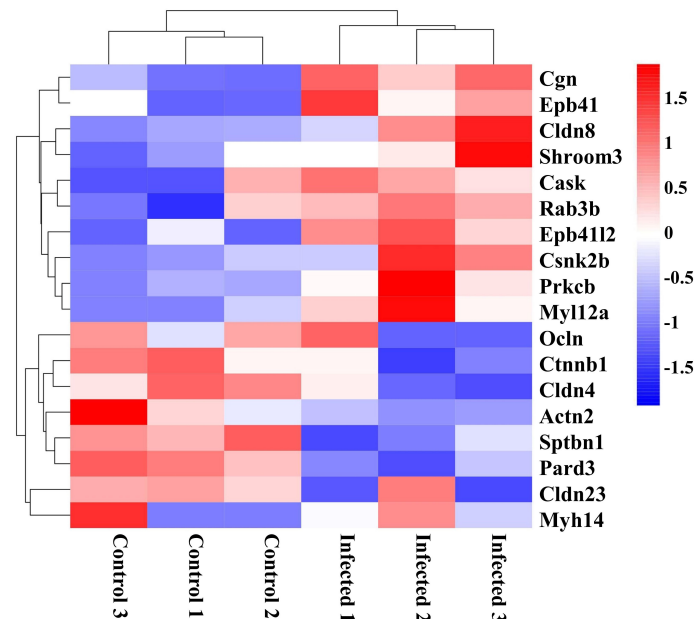 Cgn
Epb41
Cldn8
Shroom3
Cask
Rab3b
Epb41l2
Csnk2b
Prkcb
Myl12a
Ocln
Ctnnb1
Cldn4
Actn2
Sptbn1
Pard3
Cldn23
Myh14
1.5
1
0.5
0
-0.5
-1
-1.5
Control 3
Control 1
Control 2
Infected 1
Infected 2
Infected 3